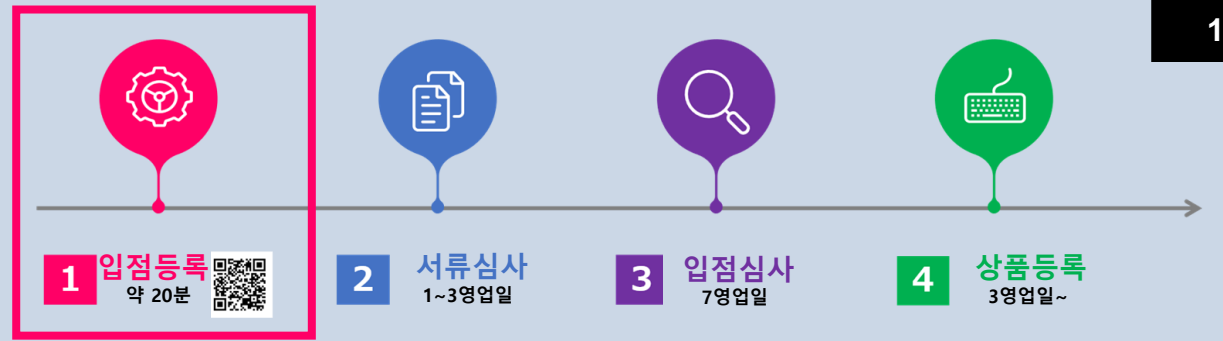 1
1 입점등록
약 20분
2 서류심사
1~3영업일
3 입점심사
7영업일
4 상품등록
3영업일~